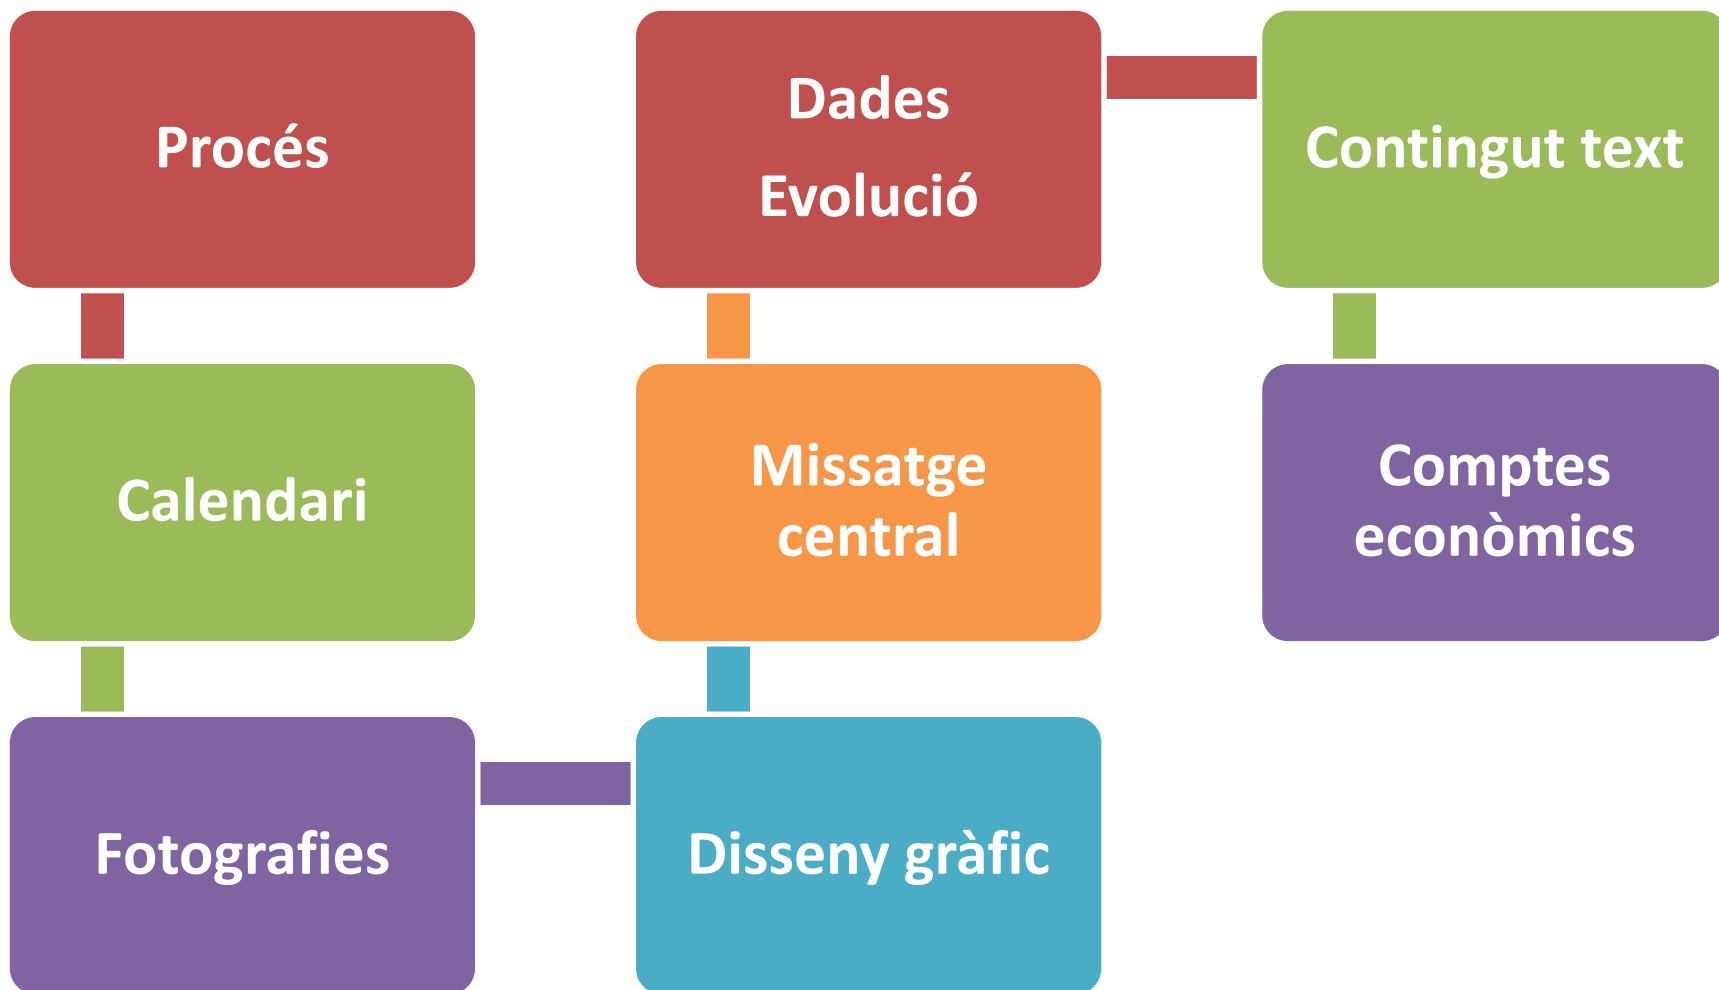 Procés
Calendari
Fotografies
Disseny gràfic
Missatge
central
Dades
Evolució
Contingut text
Comptes
econòmics